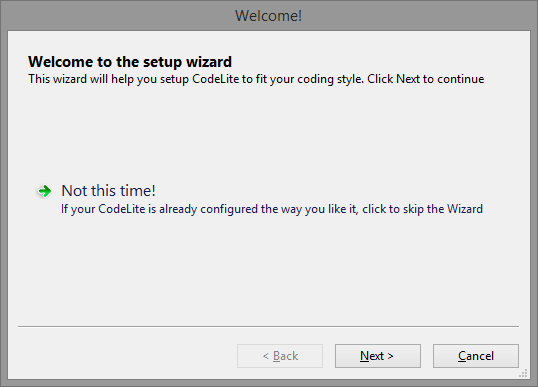 Welcome!
Welcome to the setup wizard
This wizard will help you setup CodeLite to fit your coding style. Click Next to continue
Not this time!
If your CodeLite is already configured the way you like it, click to skip the Wizard
< Back Next > Cancel